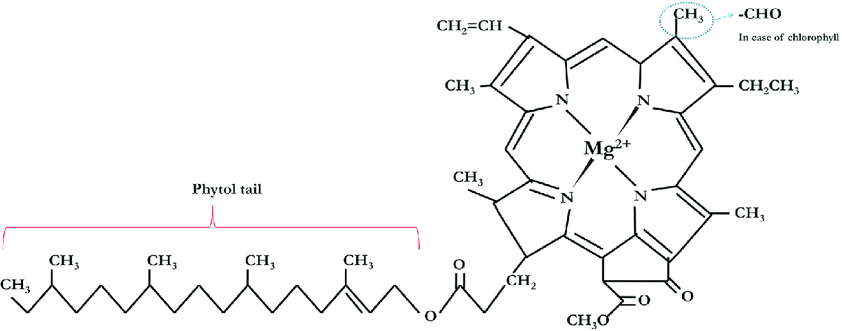 CH₃
-CHO
CH₂=CH
In case of chlorophyll
CH₃
CH₂CH₃
N
N
Mg²⁺
Phytol tail
CH₃
N
N
CH₃
CH₃
CH₃
CH₃
CH₃
CH₃
O
CH₂
O
O
O
CH₃O